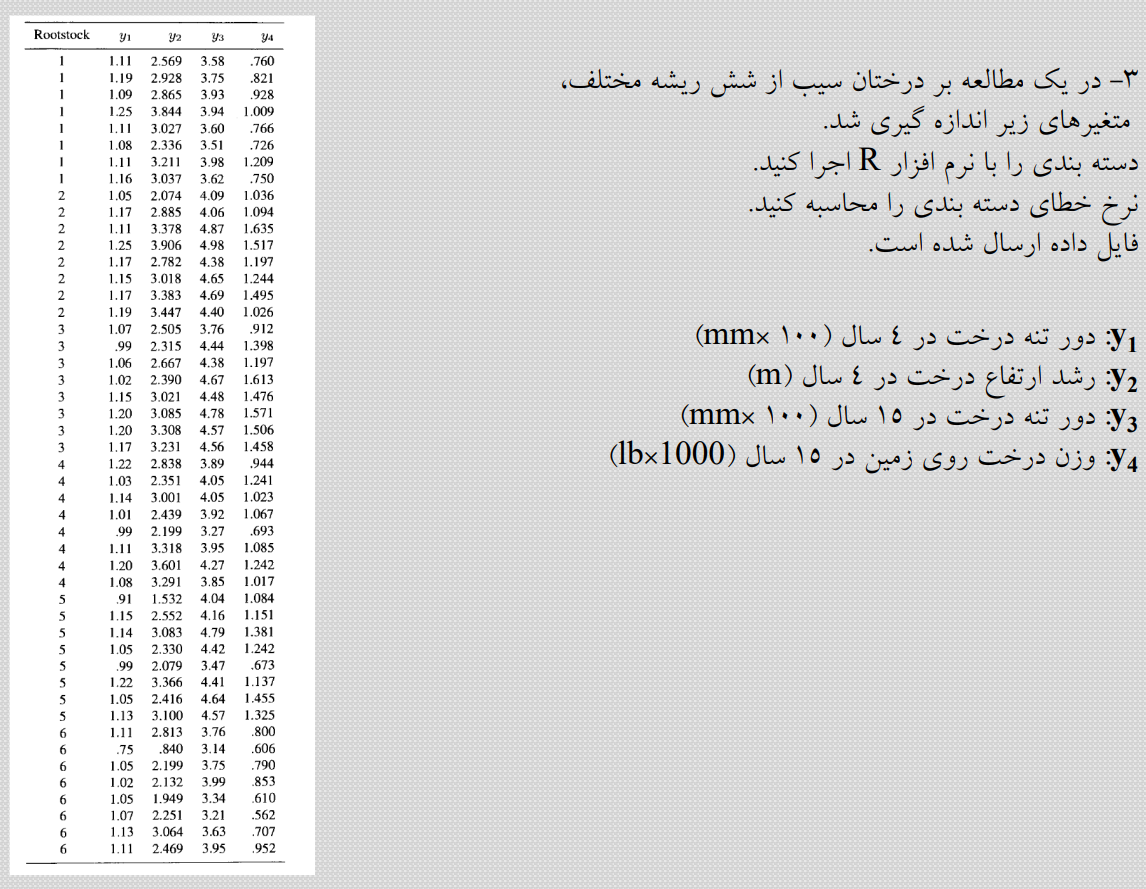 Rootstock y1 y2 y3 y4
1 1.11 2.569 3.58 .760
1 1.19 2.928 3.75 .821
1 1.09 2.865 3.93 .928
1 1.25 3.844 3.94 1.009
1 1.11 3.027 3.60 .766
1 1.08 2.336 3.51 .726
1 1.11 3.211 3.98 1.209
1 1.16 3.037 3.62 .750
2 1.05 2.074 4.09 1.036
2 1.17 2.885 4.06 1.094
2 1.11 3.378 4.87 1.635
2 1.25 3.906 4.98 1.517
2 1.17 2.782 4.38 1.197
2 1.15 3.018 4.65 1.244
2 1.17 3.383 4.69 1.495
2 1.19 3.447 4.40 1.026
3 1.07 2.505 3.76 .912
3 .99 2.315 4.44 1.398
3 1.06 2.667 4.38 1.197
3 1.02 2.390 4.67 1.613
3 1.15 3.021 4.48 1.476
3 1.20 3.085 4.78 1.571
3 1.20 3.308 4.57 1.506
3 1.17 3.231 4.56 1.458
4 1.22 2.838 3.89 .944
4 1.03 2.351 4.05 1.241
4 1.14 3.001 4.05 1.023
4 1.01 2.439 3.92 1.067
4 .99 2.199 3.27 .693
4 1.11 3.318 3.95 1.085
4 1.20 3.601 4.27 1.242
4 1.08 3.291 3.85 1.017
5 .91 1.532 4.04 1.084
5 1.15 2.552 4.16 1.151
5 1.14 3.083 4.79 1.381
5 1.05 2.330 4.42 1.242
5 .99 2.079 3.47 .673
5 1.22 3.366 4.41 1.137
5 1.05 2.416 4.64 1.455
5 1.13 3.100 4.57 1.325
6 1.11 2.813 3.76 .800
6 .75 .840 3.14 .606
6 1.05 2.199 3.75 .790
6 1.02 2.132 3.99 .853
6 1.05 1.949 3.34 .610
6 1.07 2.251 3.21 .562
6 1.13 3.064 3.63 .707
6 1.11 2.469 3.95 .952
۳- در یک مطالعه بر درختان سیب از شش ریشه مختلف،
متغیرهای زیر اندازه گیری شد.
دسته بندی را با نرم افزار R اجرا کنید.
نرخ خطای دسته بندی را محاسبه کنید.
فایل داده ارسال شده است.
y1: دور تنه درخت در ٤ سال (۱۰۰ ×mm)
y2: رشد ارتفاع درخت در ٤ سال (m)
y3: دور تنه درخت در ۱۵ سال (۱۰۰ ×mm)
y4: وزن درخت روی زمین در ۱۵ سال (lb×1000)